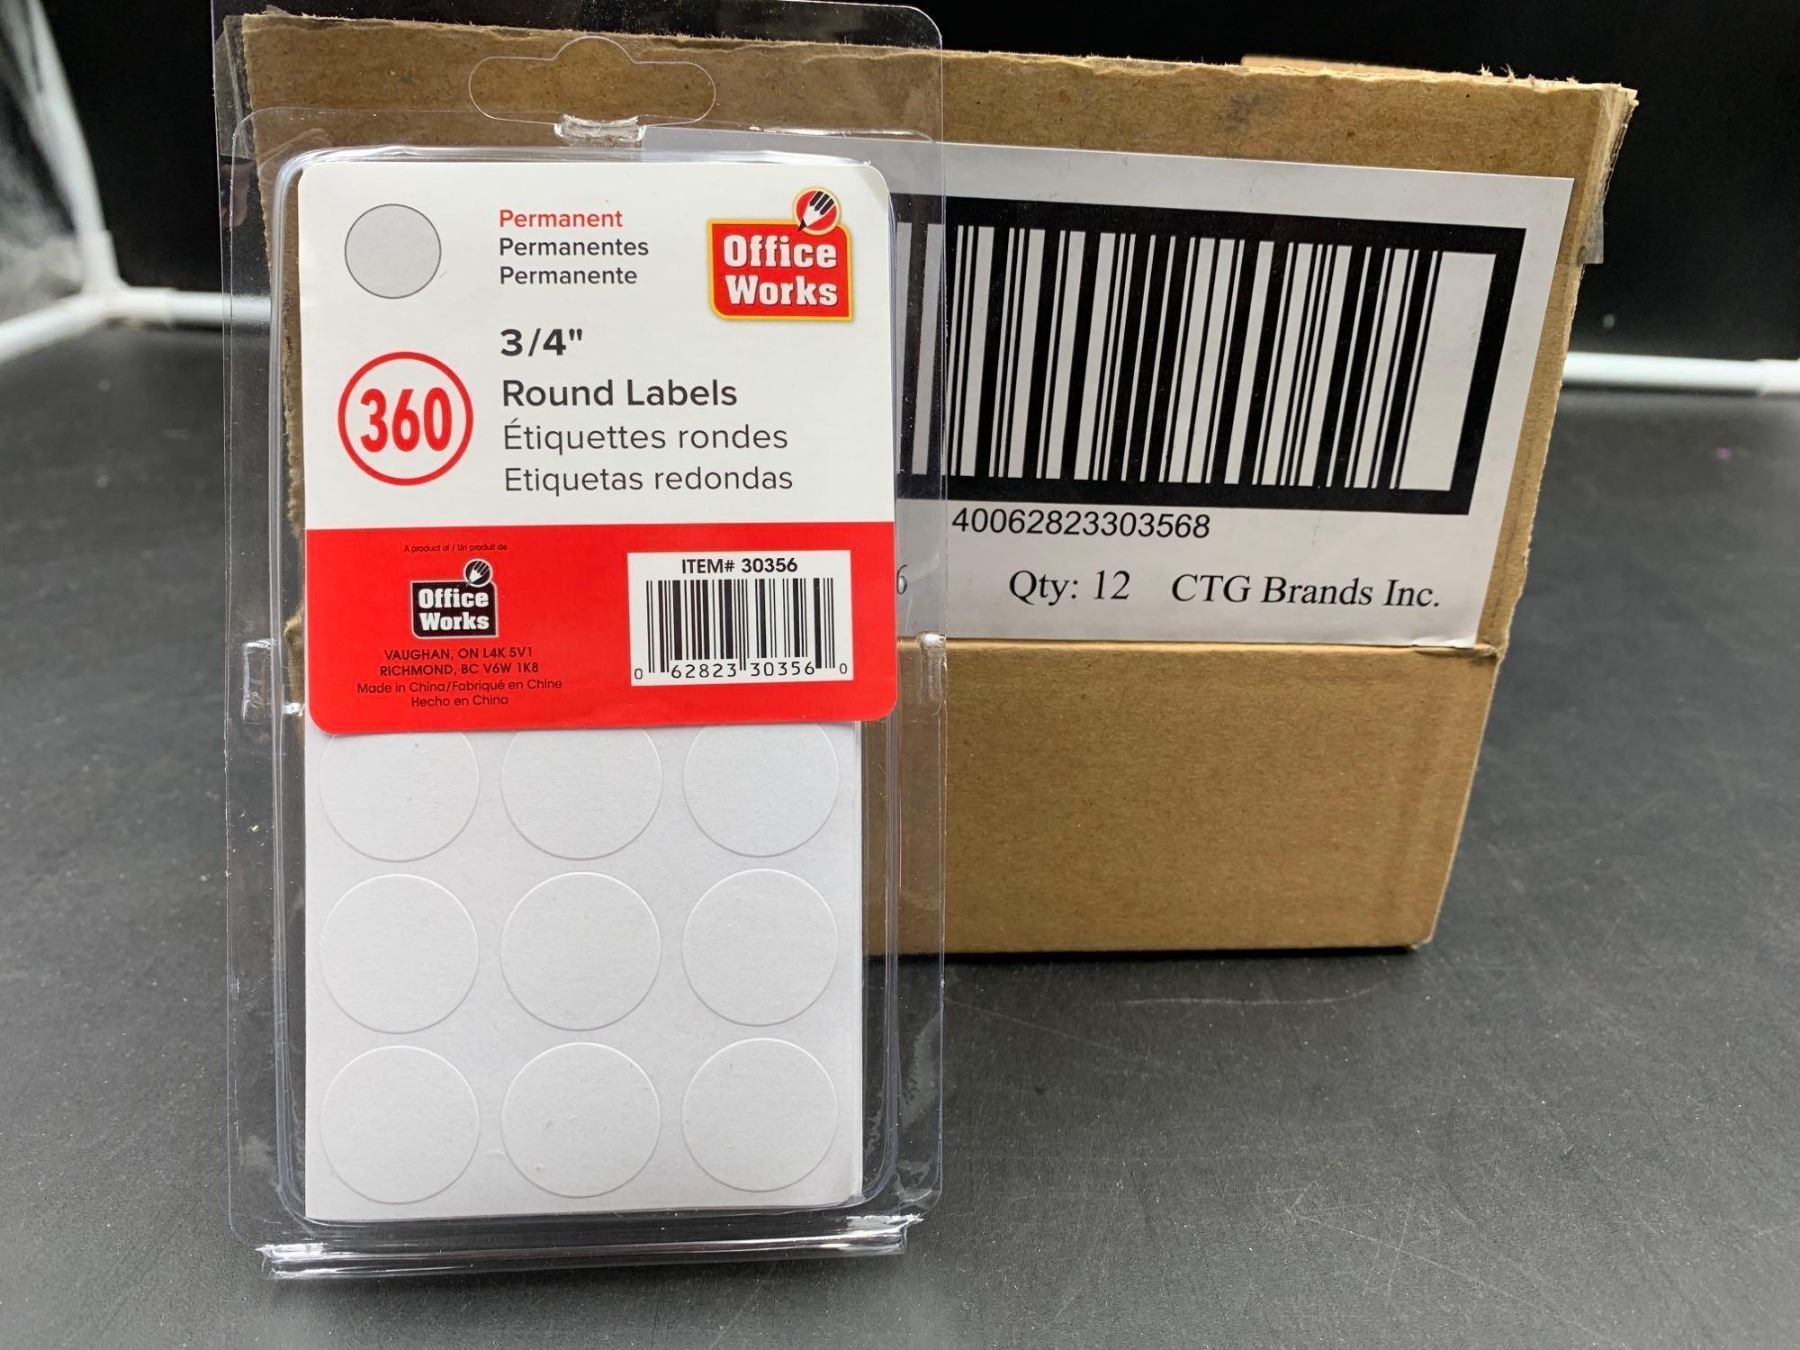 Permanent
Permanentes
Permanente
Office
Works
3/4"
360
Round Labels
Étiquettes rondes
Etiquetas redondas
A product of / Un produit de
Office
Works
VAUGHAN, ON L4K 5V1
RICHMOND, BC V6W 1K8
Made in China/Fabriqué en Chine
Hecho en China
ITEM# 30356
0 62823 30356 0
40062823303568
6 Qty: 12 CTG Brands Inc.